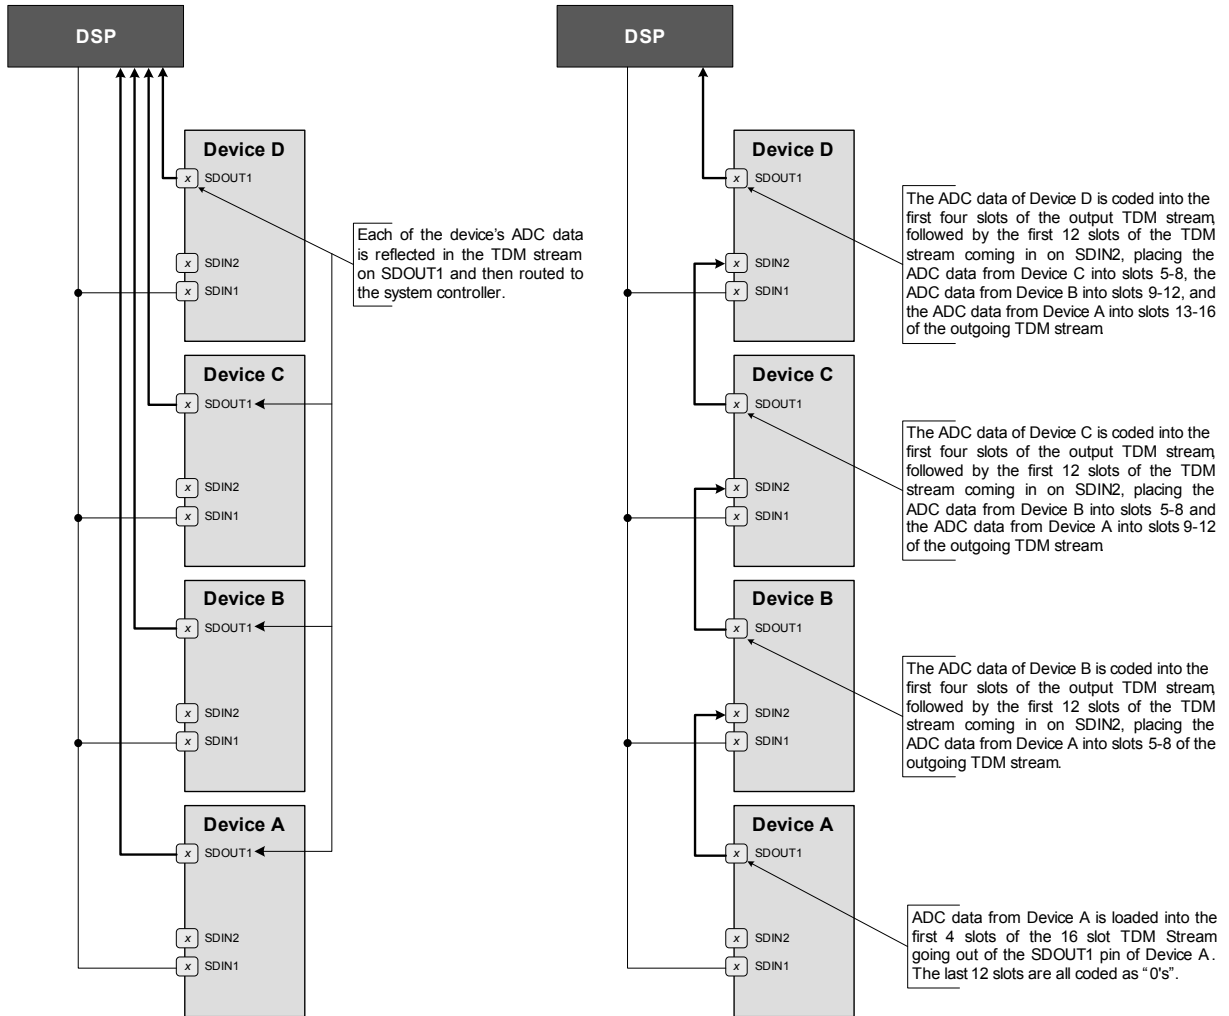 DSP
Device D
SDOUT1
x
SDIN2
x
SDIN1
x
Each of the device's ADC data
is reflected in the TDM stream
on SDOUT1 and then routed to
the system controller.
Device C
x
SDOUT1
x
SDIN2
x
SDIN1
Device B
x
SDOUT1
x
SDIN2
x
SDIN1
Device A
x
SDOUT1
x
SDIN2
x
SDIN1
DSP
Device D
x
SDOUT1
x
SDIN2
x
SDIN1
The ADC data of Device D is coded into the
first four slots of the output TDM stream,
followed by the first 12 slots of the TDM
stream coming in on SDIN2, placing the
ADC data from Device C into slots 5-8, the
ADC data from Device B into slots 9-12, and
the ADC data from Device A into slots 13-16
of the outgoing TDM stream
Device C
x
SDOUT1
x
SDIN2
x
SDIN1
The ADC data of Device C is coded into the
first four slots of the output TDM stream,
followed by the first 12 slots of the TDM
stream coming in on SDIN2, placing the
ADC data from Device B into slots 5-8 and
the ADC data from Device A into slots 9-12
of the outgoing TDM stream
Device B
x
SDOUT1
x
SDIN2
x
SDIN1
The ADC data of Device B is coded into the
first four slots of the output TDM stream,
followed by the first 12 slots of the TDM
stream coming in on SDIN2, placing the
ADC data from Device A into slots 5-8 of the
outgoing TDM stream.
Device A
x
SDOUT1
x
SDIN2
x
SDIN1
ADC data from Device A is loaded into the
first 4 slots of the 16 slot TDM Stream
going out of the SDOUT1 pin of Device A.
The last 12 slots are all coded as "0's".